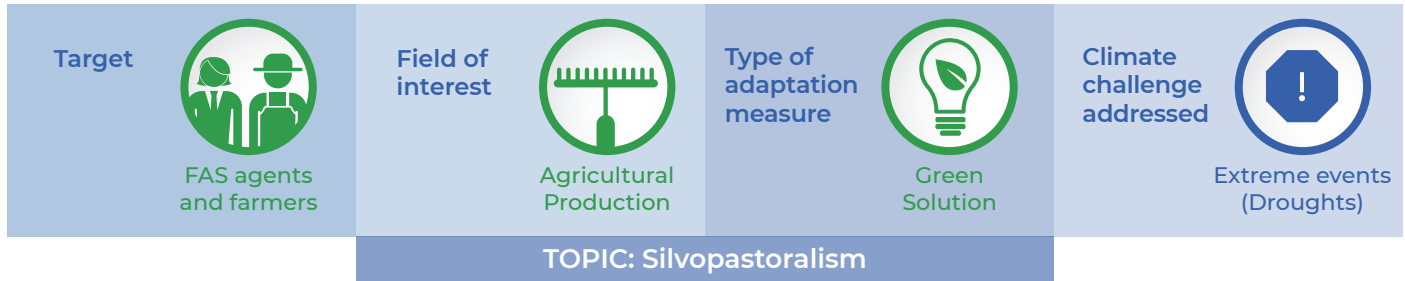 Target
FAS agents
and farmers
Field of
interest
Agricultural
Production
Type of
adaptation
measure
Green
Solution
Climate
challenge
addressed
!
Extreme events
(Droughts)
TOPIC: Silvopastoralism